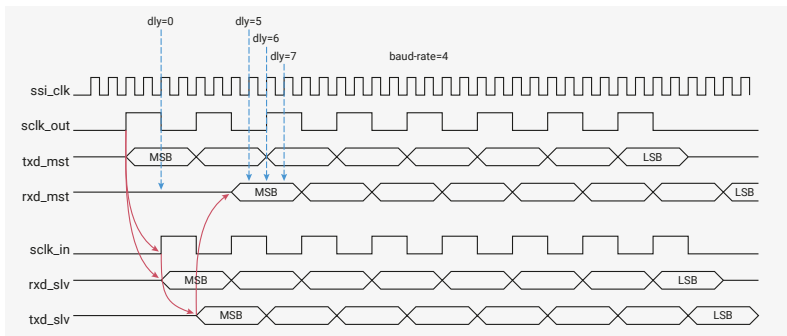 dly=0 dly=5
dly=6
dly=7 baud-rate=4
ssi_clk
sclk_out
txd_mst MSB LSB
rxd_mst MSB LSB
sclk_in
rxd_slv MSB LSB
txd_slv MSB LSB